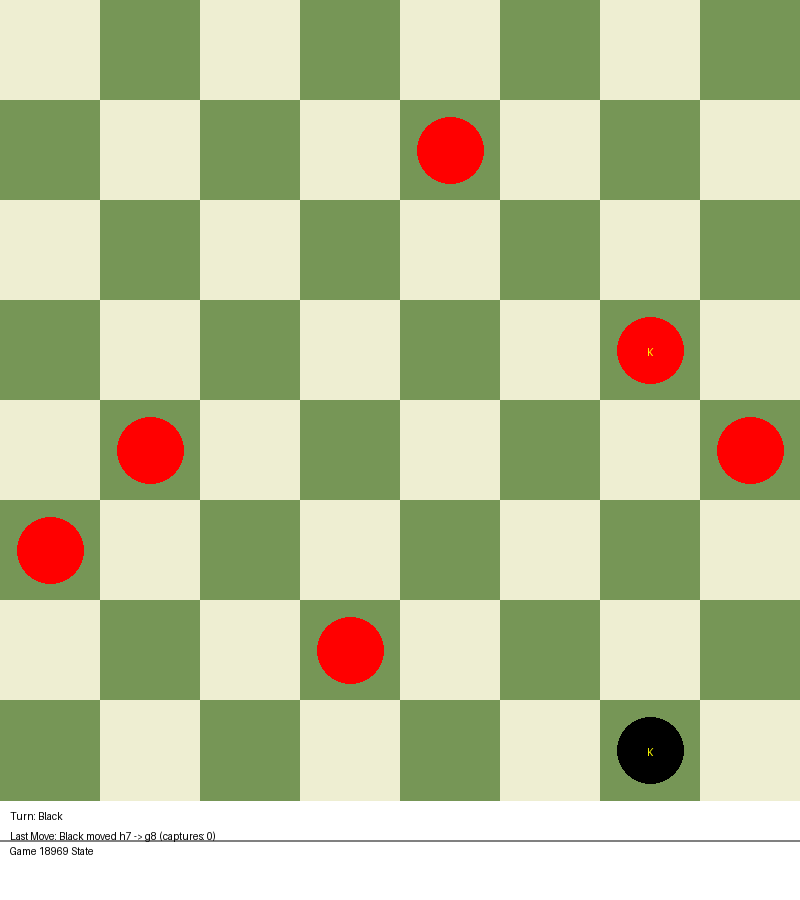 K
K
Turn: Black
Last Move: Black moved h7 -> g8 (captures: 0)
Game 18969 State